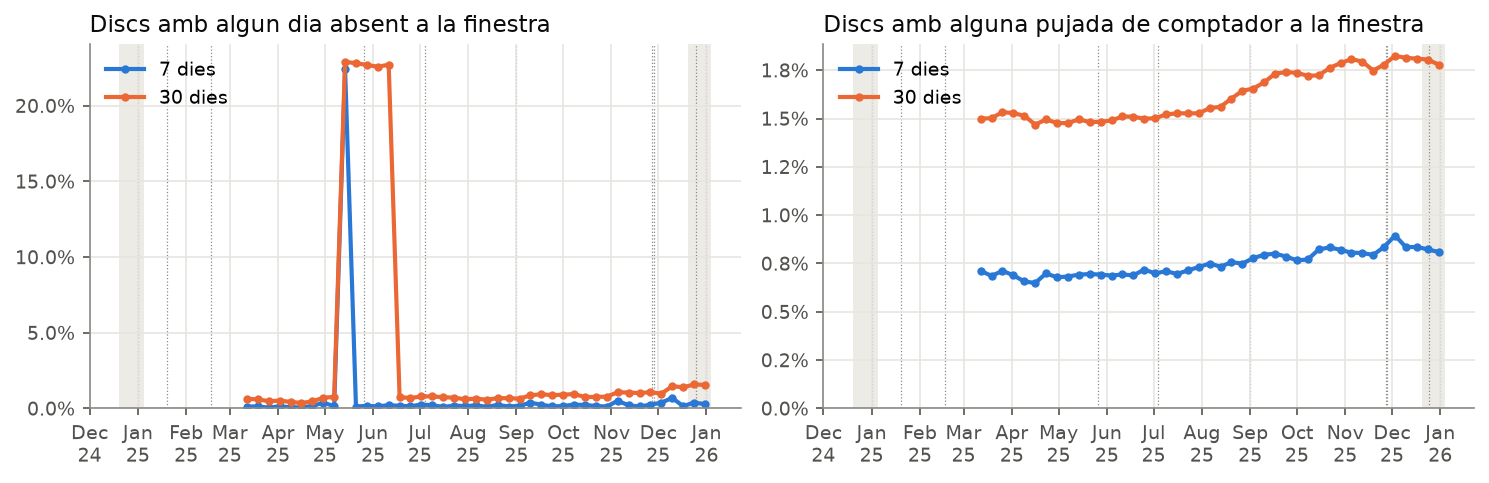 Discs amb algun dia absent a la finestra
7 dies
30 dies
20.0%
15.0%
10.0%
5.0%
0.0%
Dec Jan Feb Mar Apr May Jun Jul Aug Sep Oct Nov Dec Jan
24 25 25 25 25 25 25 25 25 25 25 25 25 26
Discs amb alguna pujada de comptador a la finestra
7 dies
30 dies
1.8%
1.5%
1.2%
1.0%
0.8%
0.5%
0.2%
0.0%
Dec Jan Feb Mar Apr May Jun Jul Aug Sep Oct Nov Dec Jan
24 25 25 25 25 25 25 25 25 25 25 25 25 26